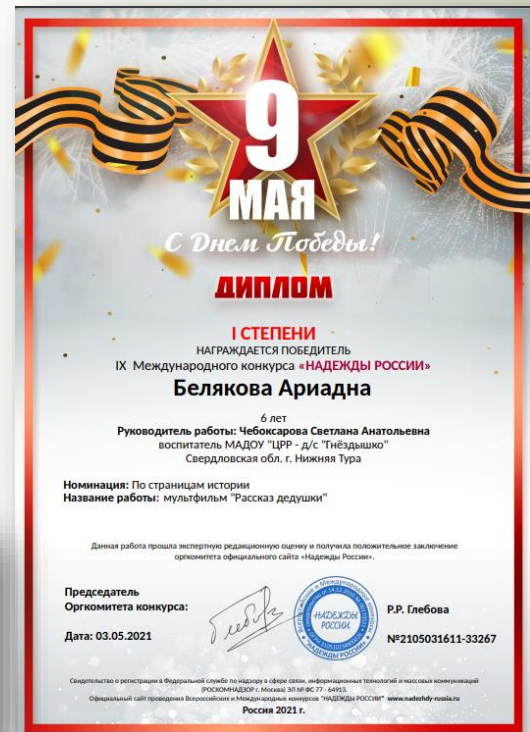 9
МАЯ
С Днем Победы!
ДИПЛОМ
I СТЕПЕНИ
НАГРАЖДАЕТСЯ ПОБЕДИТЕЛЬ
IX Международного конкурса «НАДЕЖДЫ РОССИИ»
Белякова Ариадна
6 лет
Руководитель работы: Чебоксарова Светлана Анатольевна
воспитатель МАДОУ "ЦРР - д/с "Гнёздышко"
Свердловская обл. г. Нижняя Тура
Номинация: По страницам истории
Название работы: мультфильм "Рассказ дедушки"
Данная работа прошла экспертную редакционную оценку и получила положительное заключение
оргкомитета официального сайта «Надежды России».
Председатель
Оргкомитета конкурса:
НАДЕЖДЫ
РОССИИ
Р.Р. Глебова
Дата: 03.05.2021
№2105031611-33267
Свидетельство о регистрации в Федеральной службе по надзору в сфере связи, информационных технологий и массовых коммуникаций
(РОСКОМНАДЗОР г. Москва) ЭЛ № ФС 77 - 64913.
Официальный сайт проведения Всероссийских и Международных конкурсов "НАДЕЖДЫ РОССИИ" www.nadezhdy-russia.ru
Россия 2021 г.